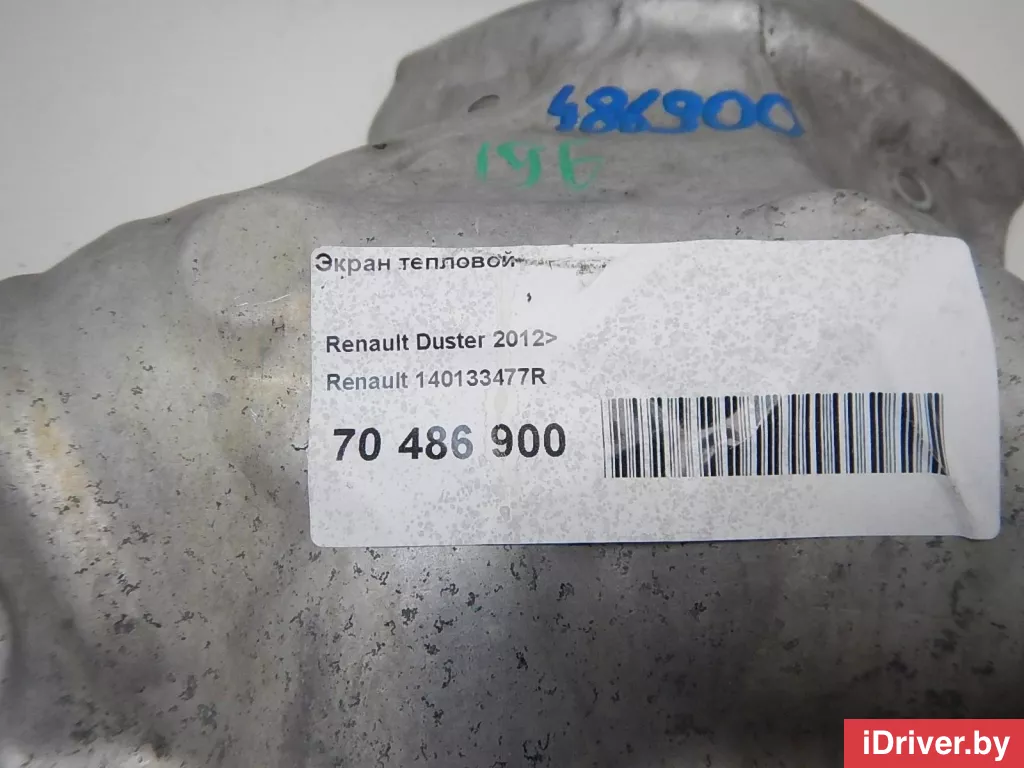 486900
Экран тепловой
Renault Duster 2012>
Renault 140133477R
70 486 900
iDriver.by